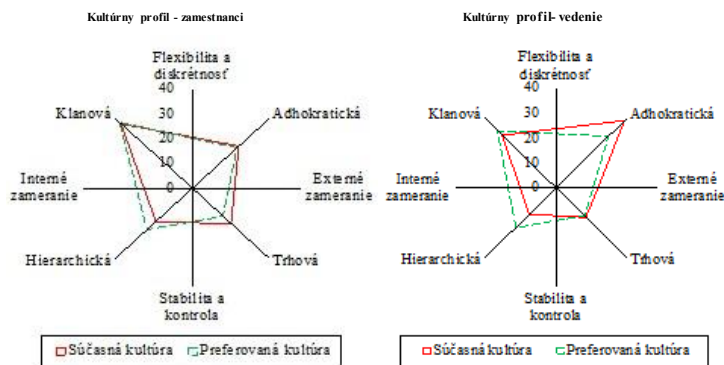 Kultúrny profil - zamestnanci
Flexibilita a
diskrétnosť
40
30
20
10
0
Klanová
Adhokratická
Interné
zameranie
Externé
zameranie
Hierarchická
Trhová
Stabilita a
kontrola
Súčasná kultúra
Preferovaná kultúra
Kultúrny profil- vedenie
Flexibilita a
diskrétnosť
40
30
20
10
0
Klanová
Adhokratická
Interné
zameranie
Externé
zameranie
Hierarchická
Trhová
Stabilita a
kontrola
Súčasná kultúra
Preferovaná kultúra